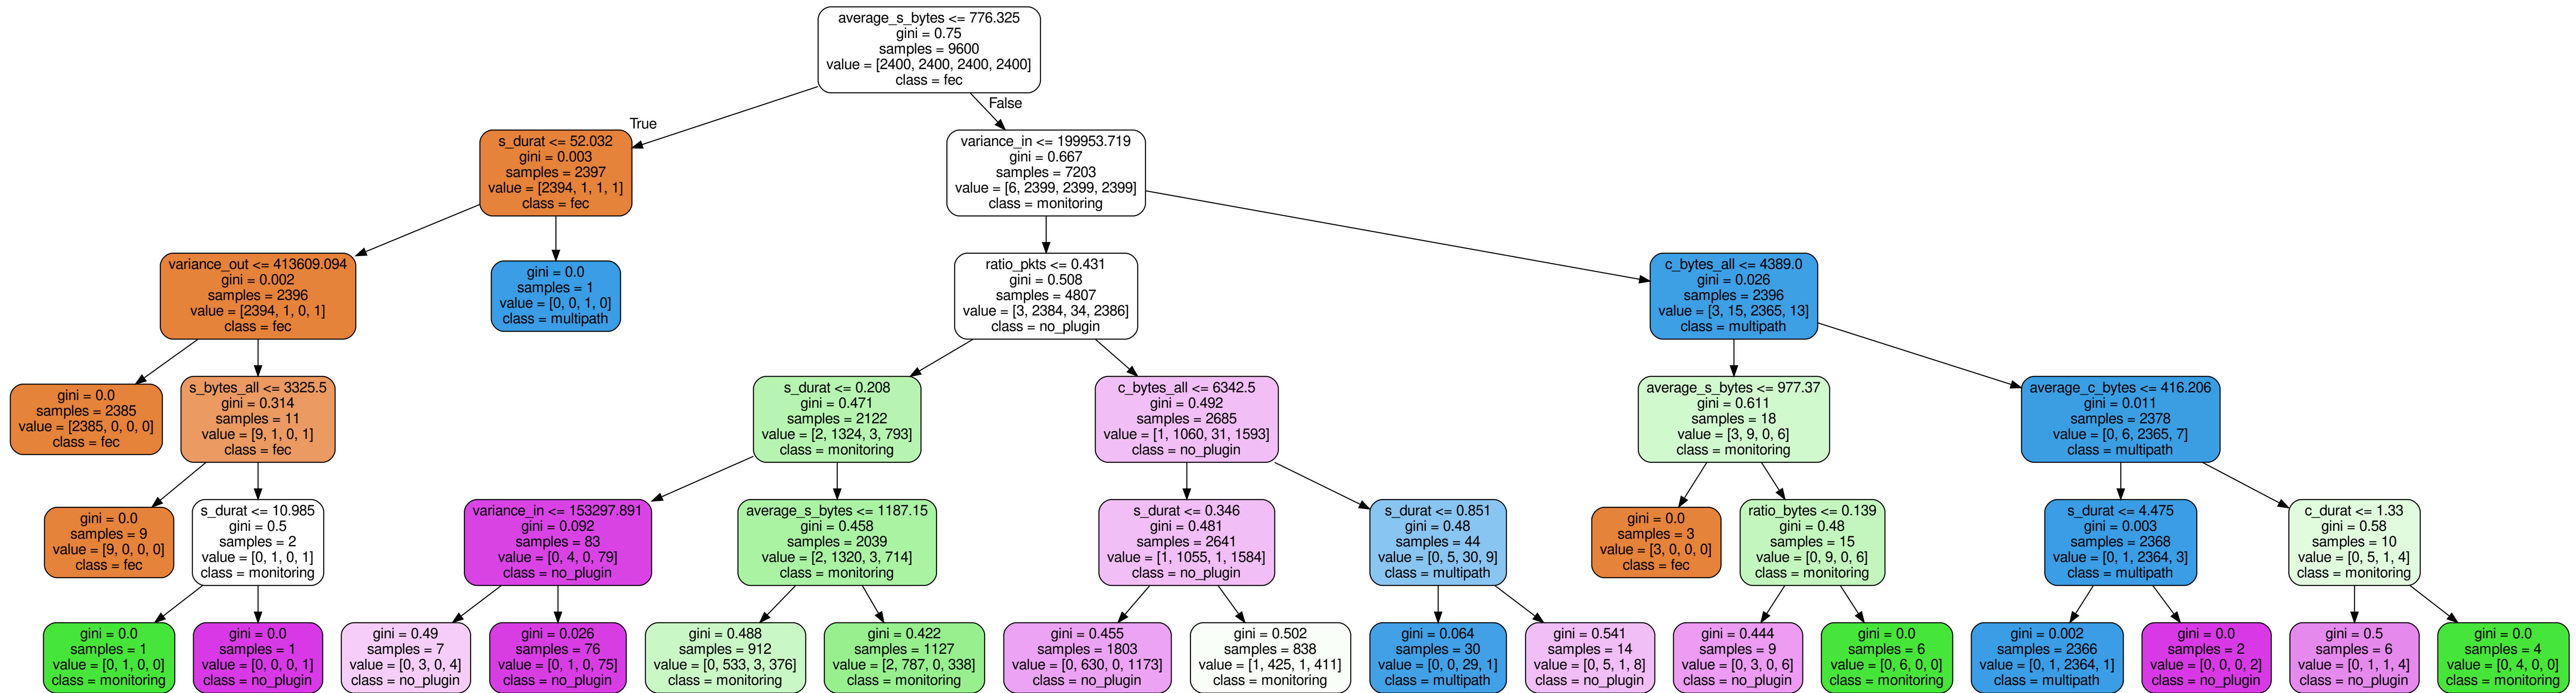 average_s_bytes <= 776.325
gini = 0.75
samples = 9600
value = [2400, 2400, 2400, 2400]
class = fec
True
False
s_durat <= 52.032
gini = 0.003
samples = 2397
value = [2394, 1, 1, 1]
class = fec
variance_in <= 199953.719
gini = 0.667
samples = 7203
value = [6, 2399, 2399, 2399]
class = monitoring
variance_out <= 413609.094
gini = 0.002
samples = 2396
value = [2394, 1, 0, 1]
class = fec
gini = 0.0
samples = 1
value = [0, 0, 1, 0]
class = multipath
ratio_pkts <= 0.431
gini = 0.508
samples = 4807
value = [3, 2384, 34, 2386]
class = no_plugin
c_bytes_all <= 4389.0
gini = 0.026
samples = 2396
value = [3, 15, 2365, 13]
class = multipath
gini = 0.0
samples = 2385
value = [2385, 0, 0, 0]
class = fec
s_bytes_all <= 3325.5
gini = 0.314
samples = 11
value = [9, 1, 0, 1]
class = fec
s_durat <= 0.208
gini = 0.471
samples = 2122
value = [2, 1324, 3, 793]
class = monitoring
c_bytes_all <= 6342.5
gini = 0.492
samples = 2685
value = [1, 1060, 31, 1593]
class = no_plugin
average_s_bytes <= 977.37
gini = 0.611
samples = 18
value = [3, 9, 0, 6]
class = monitoring
average_c_bytes <= 416.206
gini = 0.011
samples = 2378
value = [0, 6, 2365, 7]
class = multipath
gini = 0.0
samples = 9
value = [9, 0, 0, 0]
class = fec
s_durat <= 10.985
gini = 0.5
samples = 2
value = [0, 1, 0, 1]
class = monitoring
variance_in <= 153297.891
gini = 0.092
samples = 83
value = [0, 4, 0, 79]
class = no_plugin
average_s_bytes <= 1187.15
gini = 0.458
samples = 2039
value = [2, 1320, 3, 714]
class = monitoring
s_durat <= 0.346
gini = 0.481
samples = 2641
value = [1, 1055, 1, 1584]
class = no_plugin
s_durat <= 0.851
gini = 0.48
samples = 44
value = [0, 5, 30, 9]
class = multipath
gini = 0.0
samples = 3
value = [3, 0, 0, 0]
class = fec
ratio_bytes <= 0.139
gini = 0.48
samples = 15
value = [0, 9, 0, 6]
class = monitoring
s_durat <= 4.475
gini = 0.003
samples = 2368
value = [0, 1, 2364, 3]
class = multipath
c_durat <= 1.33
gini = 0.58
samples = 10
value = [0, 5, 1, 4]
class = monitoring
gini = 0.0
samples = 1
value = [0, 1, 0, 0]
class = monitoring
gini = 0.0
samples = 1
value = [0, 0, 0, 1]
class = no_plugin
gini = 0.49
samples = 7
value = [0, 3, 0, 4]
class = no_plugin
gini = 0.026
samples = 76
value = [0, 1, 0, 75]
class = no_plugin
gini = 0.488
samples = 912
value = [0, 533, 3, 376]
class = monitoring
gini = 0.422
samples = 1127
value = [2, 787, 0, 338]
class = monitoring
gini = 0.455
samples = 1803
value = [0, 630, 0, 1173]
class = no_plugin
gini = 0.502
samples = 838
value = [1, 425, 1, 411]
class = monitoring
gini = 0.064
samples = 30
value = [0, 0, 29, 1]
class = multipath
gini = 0.541
samples = 14
value = [0, 5, 1, 8]
class = no_plugin
gini = 0.444
samples = 9
value = [0, 3, 0, 6]
class = no_plugin
gini = 0.0
samples = 6
value = [0, 6, 0, 0]
class = monitoring
gini = 0.002
samples = 2366
value = [0, 1, 2364, 1]
class = multipath
gini = 0.0
samples = 2
value = [0, 0, 0, 2]
class = no_plugin
gini = 0.5
samples = 6
value = [0, 1, 1, 4]
class = no_plugin
gini = 0.0
samples = 4
value = [0, 4, 0, 0]
class = monitoring